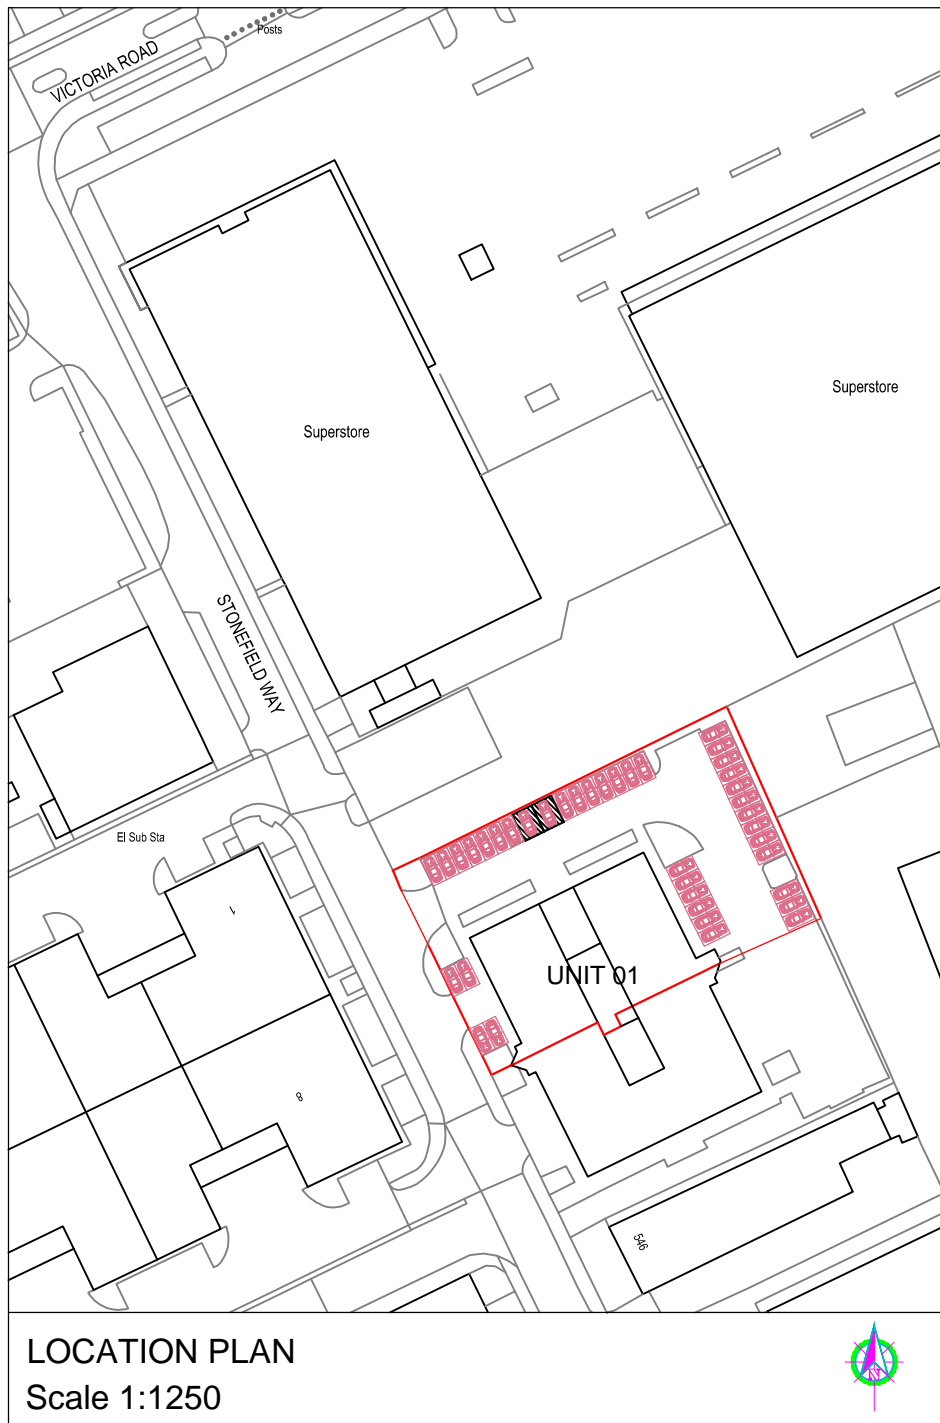 Posts
VICTORIA ROAD
Superstore
Superstore
STONEFIELD WAY
El Sub Sta
1
UNIT 01
8
546
LOCATION PLAN
Scale 1:1250
N